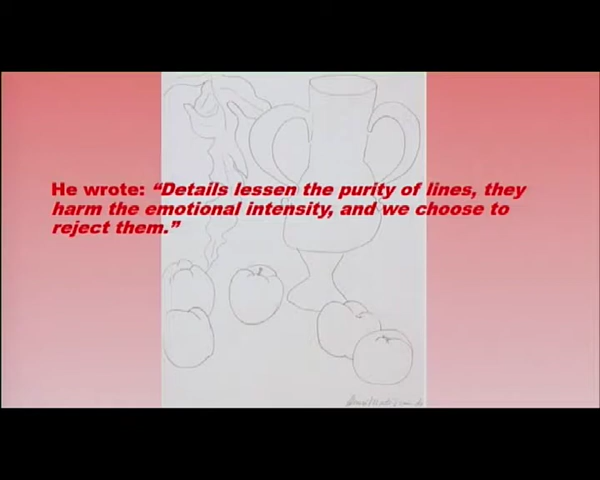 He wrote: “Details lessen the purity of lines, they
harm the emotional intensity, and we choose to
reject them.”